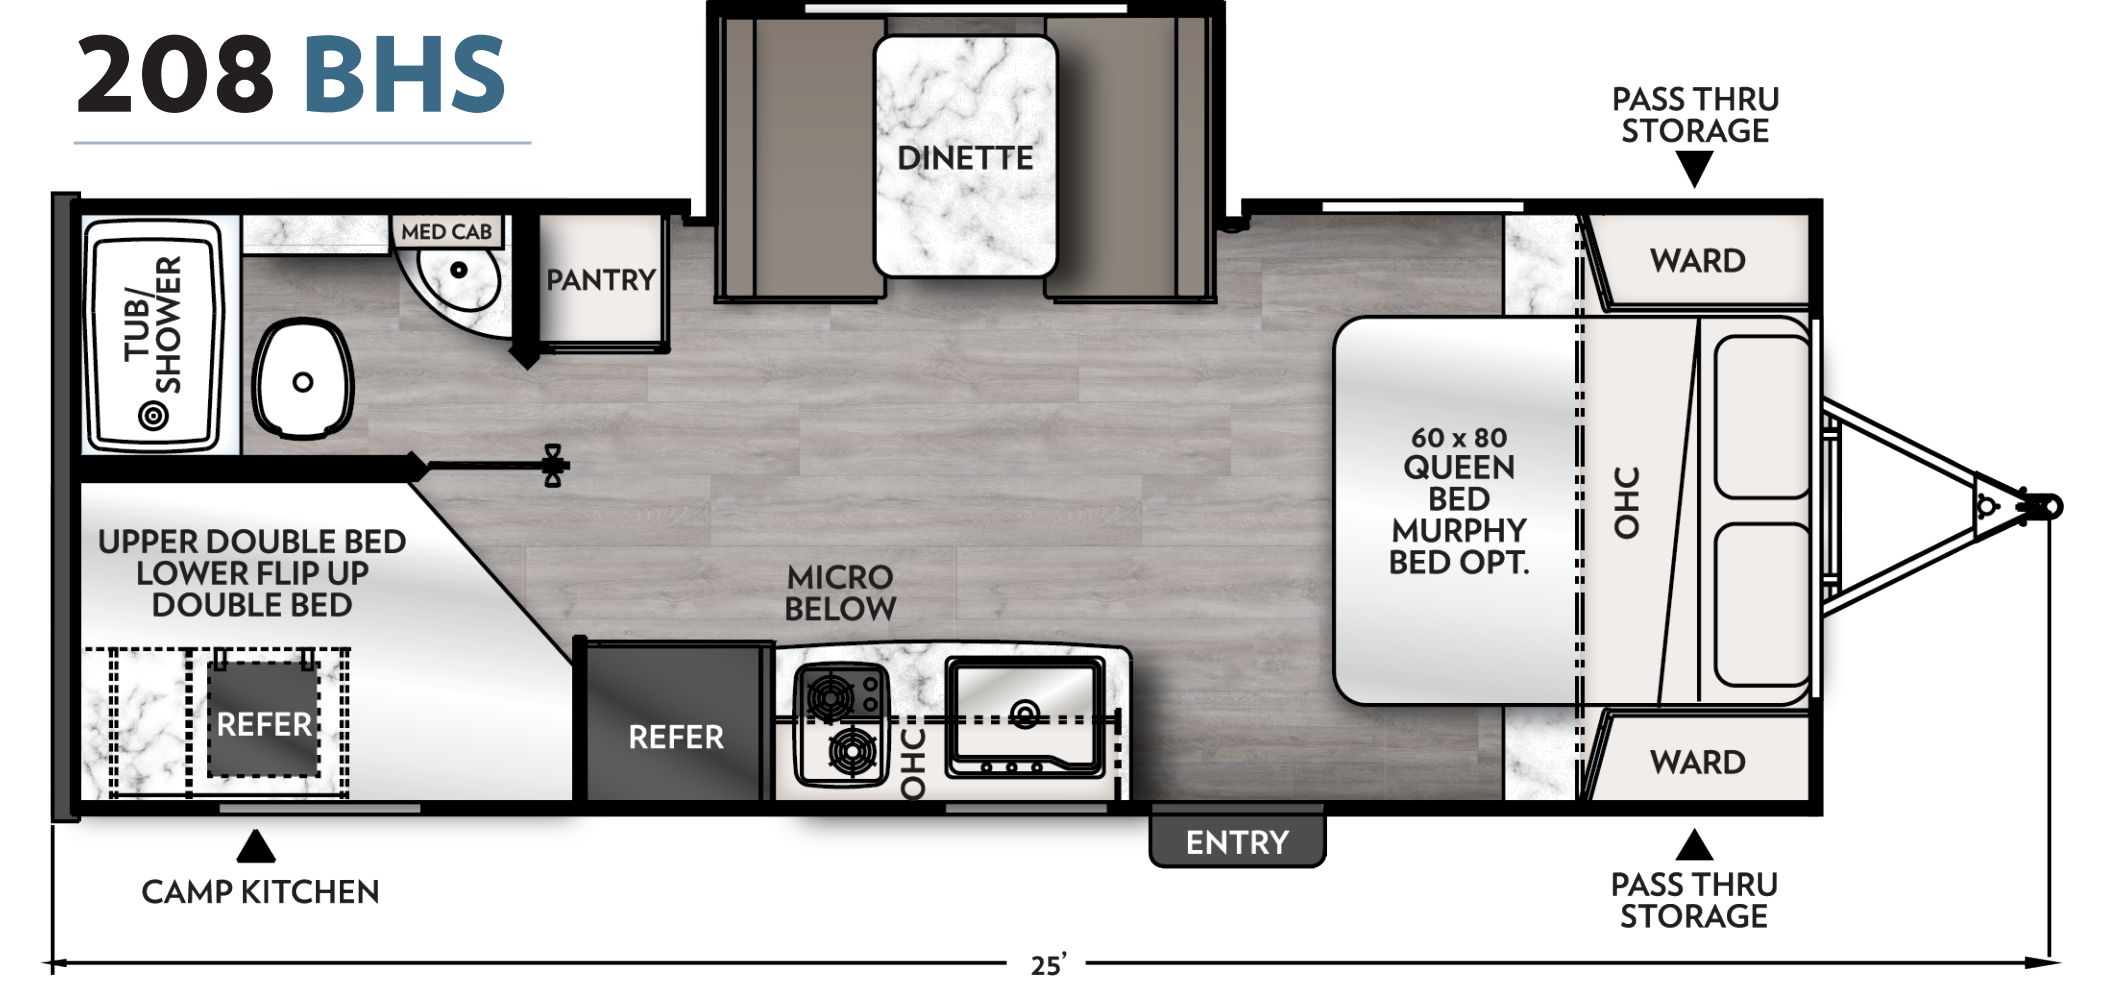 208 BHS
DINETTE
PASS THRU
STORAGE
TUB/
SHOWER
MED CAB
PANTRY
WARD
60 x 80
QUEEN
BED
MURPHY
BED OPT.
OHC
UPPER DOUBLE BED
LOWER FLIP UP
DOUBLE BED
MICRO
BELOW
REFER
REFER
OHC
WARD
ENTRY
CAMP KITCHEN
PASS THRU
STORAGE
25’